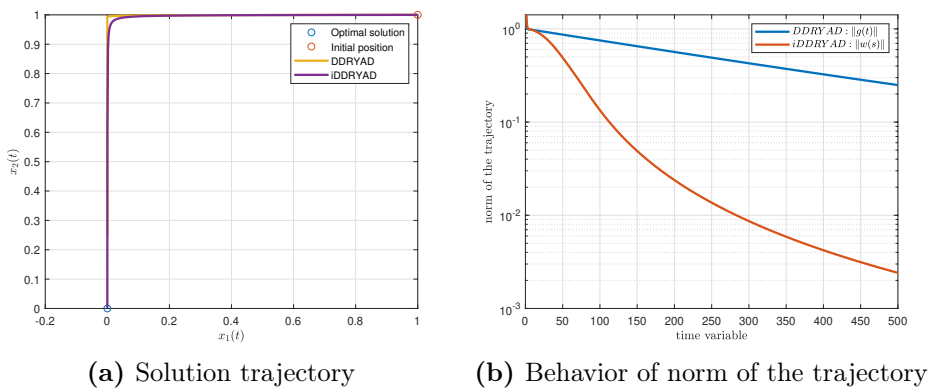 1
0.9
0.8
0.7
0.6
0.5
0.4
0.3
0.2
0.1
0
x₂(t)
Optimal solution
Initial position
DDRYAD
iDDRYAD
-0.2 0 0.2 0.4 0.6 0.8 1
x₁(t)
(a) Solution trajectory
10⁰
10⁻¹
10⁻²
10⁻³
norm of the trajectory
DDRYAD : ‖g(t)‖
iDDRYAD : ‖w(s)‖
0 50 100 150 200 250 300 350 400 450 500
time variable
(b) Behavior of norm of the trajectory